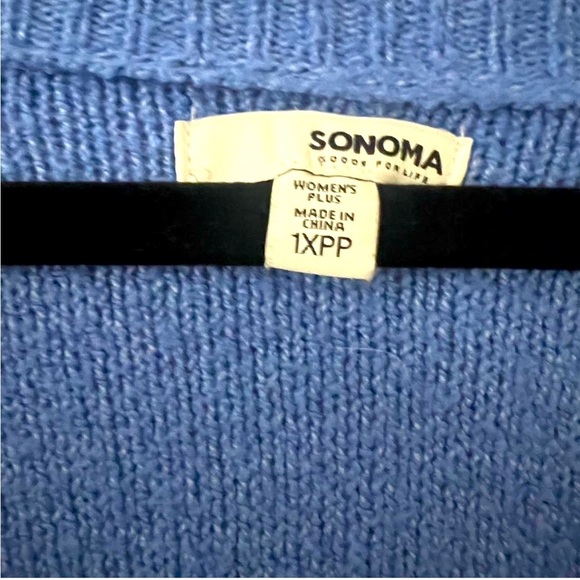 SONOMA
GOODS FOR LIFE
WOMEN'S
PLUS
MADE IN
CHINA
1XPP